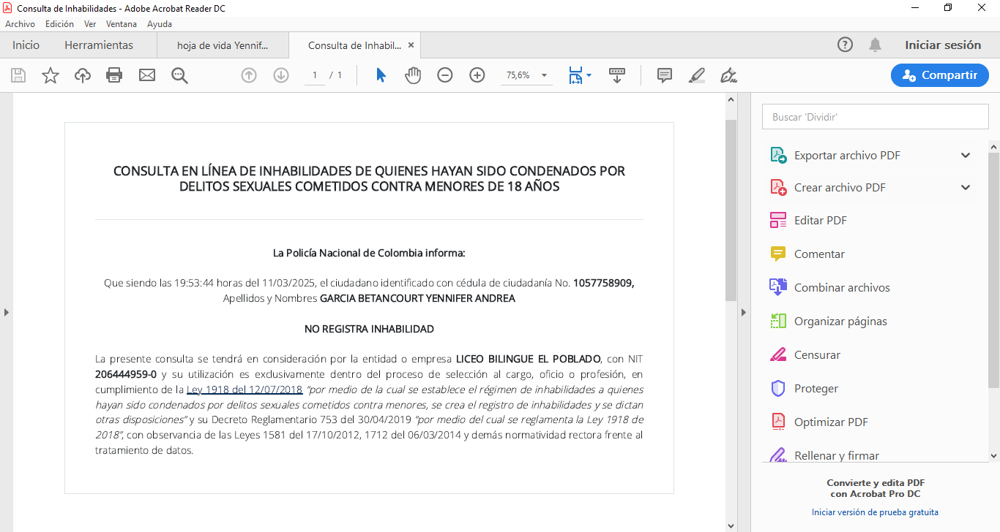 Consulta de Inhabilidades - Adobe Acrobat Reader DC
Archivo Edición Ver Ventana Ayuda
Inicio Herramientas hoja de vida Yennif... Consulta de Inhabil... × Iniciar sesión
1 / 1 75,6% Compartir
CONSULTA EN LÍNEA DE INHABILIDADES DE QUIENES HAYAN SIDO CONDENADOS POR
DELITOS SEXUALES COMETIDOS CONTRA MENORES DE 18 AÑOS
La Policía Nacional de Colombia informa:
Que siendo las 19:53:44 horas del 11/03/2025, el ciudadano identificado con cédula de ciudadanía No. 1057758909,
Apellidos y Nombres GARCIA BETANCOURT YENNIFER ANDREA
NO REGISTRA INHABILIDAD
La presente consulta se tendrá en consideración por la entidad o empresa LICEO BILINGUE EL POBLADO, con NIT
206444959-0 y su utilización es exclusivamente dentro del proceso de selección al cargo, oficio o profesión, en
cumplimiento de la Ley 1918 del 12/07/2018 “por medio de la cual se establece el régimen de inhabilidades a quienes
hayan sido condenados por delitos sexuales cometidos contra menores, se crea el registro de inhabilidades y se dictan
otras disposiciones” y su Decreto Reglamentario 753 del 30/04/2019 “por medio del cual se reglamenta la Ley 1918 de
2018”, con observancia de las Leyes 1581 del 17/10/2012, 1712 del 06/03/2014 y demás normatividad rectora frente al
tratamiento de datos.
Buscar 'Dividir'
Exportar archivo PDF
Crear archivo PDF
Editar PDF
Comentar
Combinar archivos
Organizar páginas
Censurar
Proteger
Optimizar PDF
Rellenar y firmar
Convierte y edita PDF
con Acrobat Pro DC
Iniciar versión de prueba gratuita